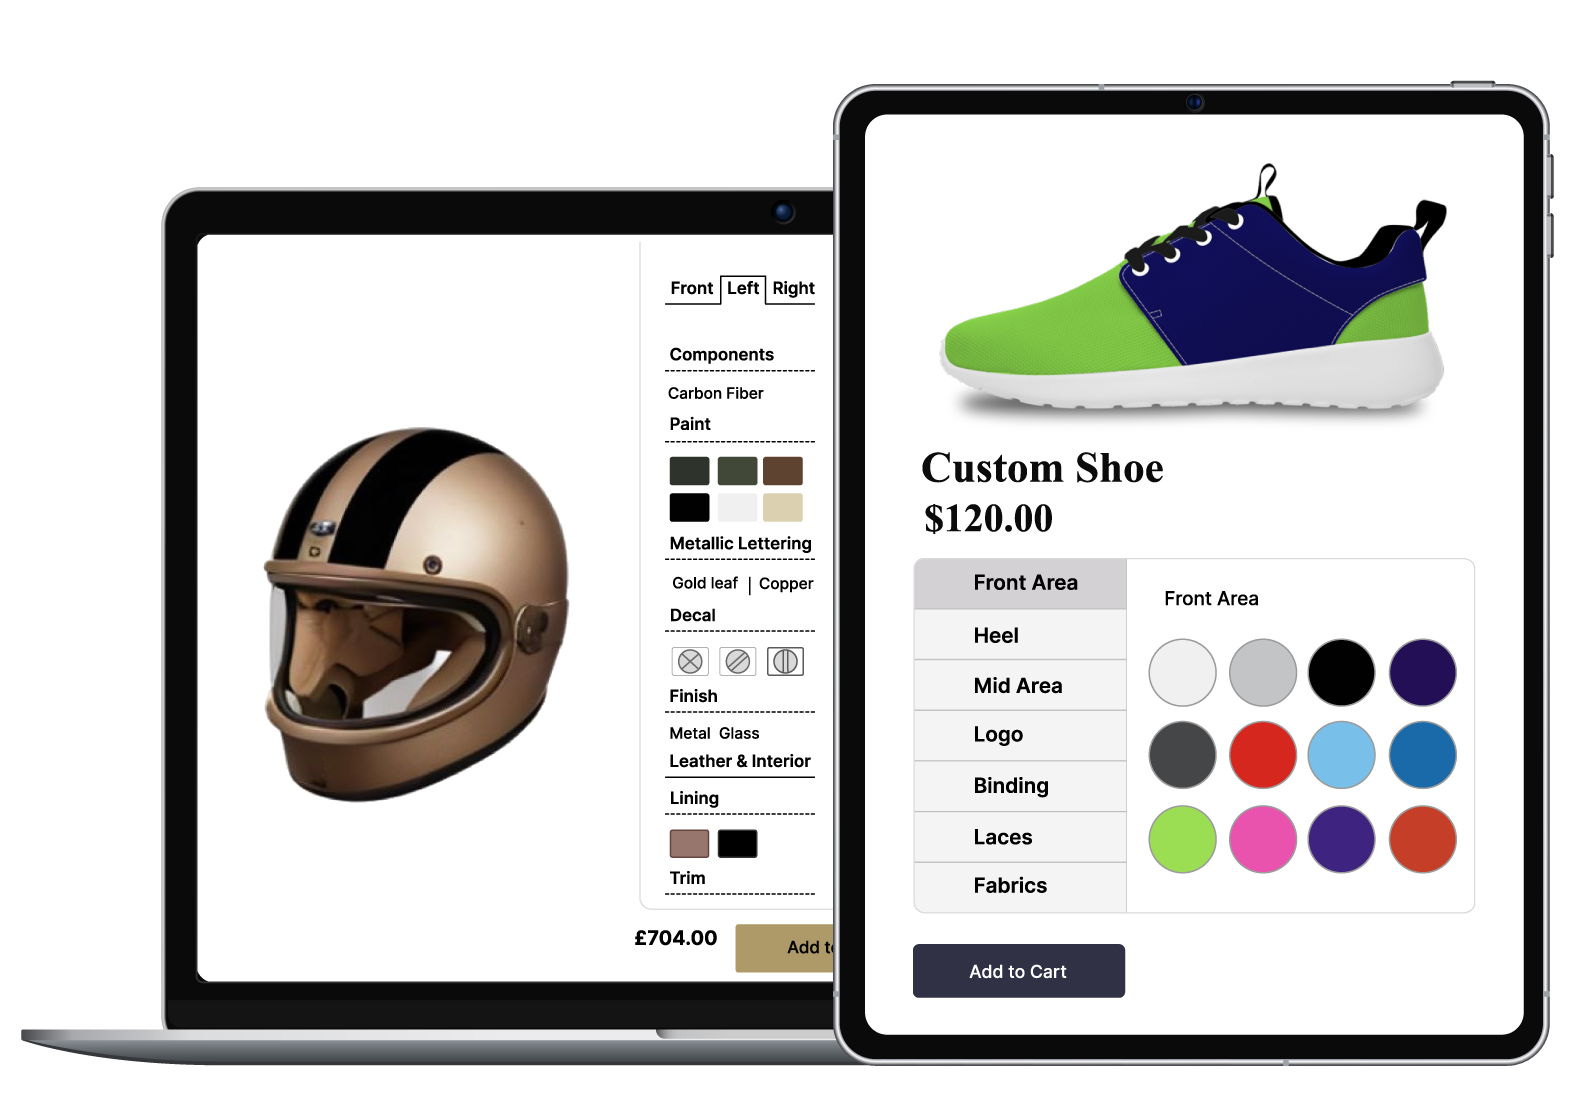 Front Left Right
Components
Carbon Fiber
Paint
Metallic Lettering
Gold leaf | Copper
Decal
Finish
Metal Glass
Leather & Interior
Lining
Trim
£704.00
Add
Custom Shoe
$120.00
Front Area
Heel
Mid Area
Logo
Binding
Laces
Fabrics
Front Area
Add to Cart